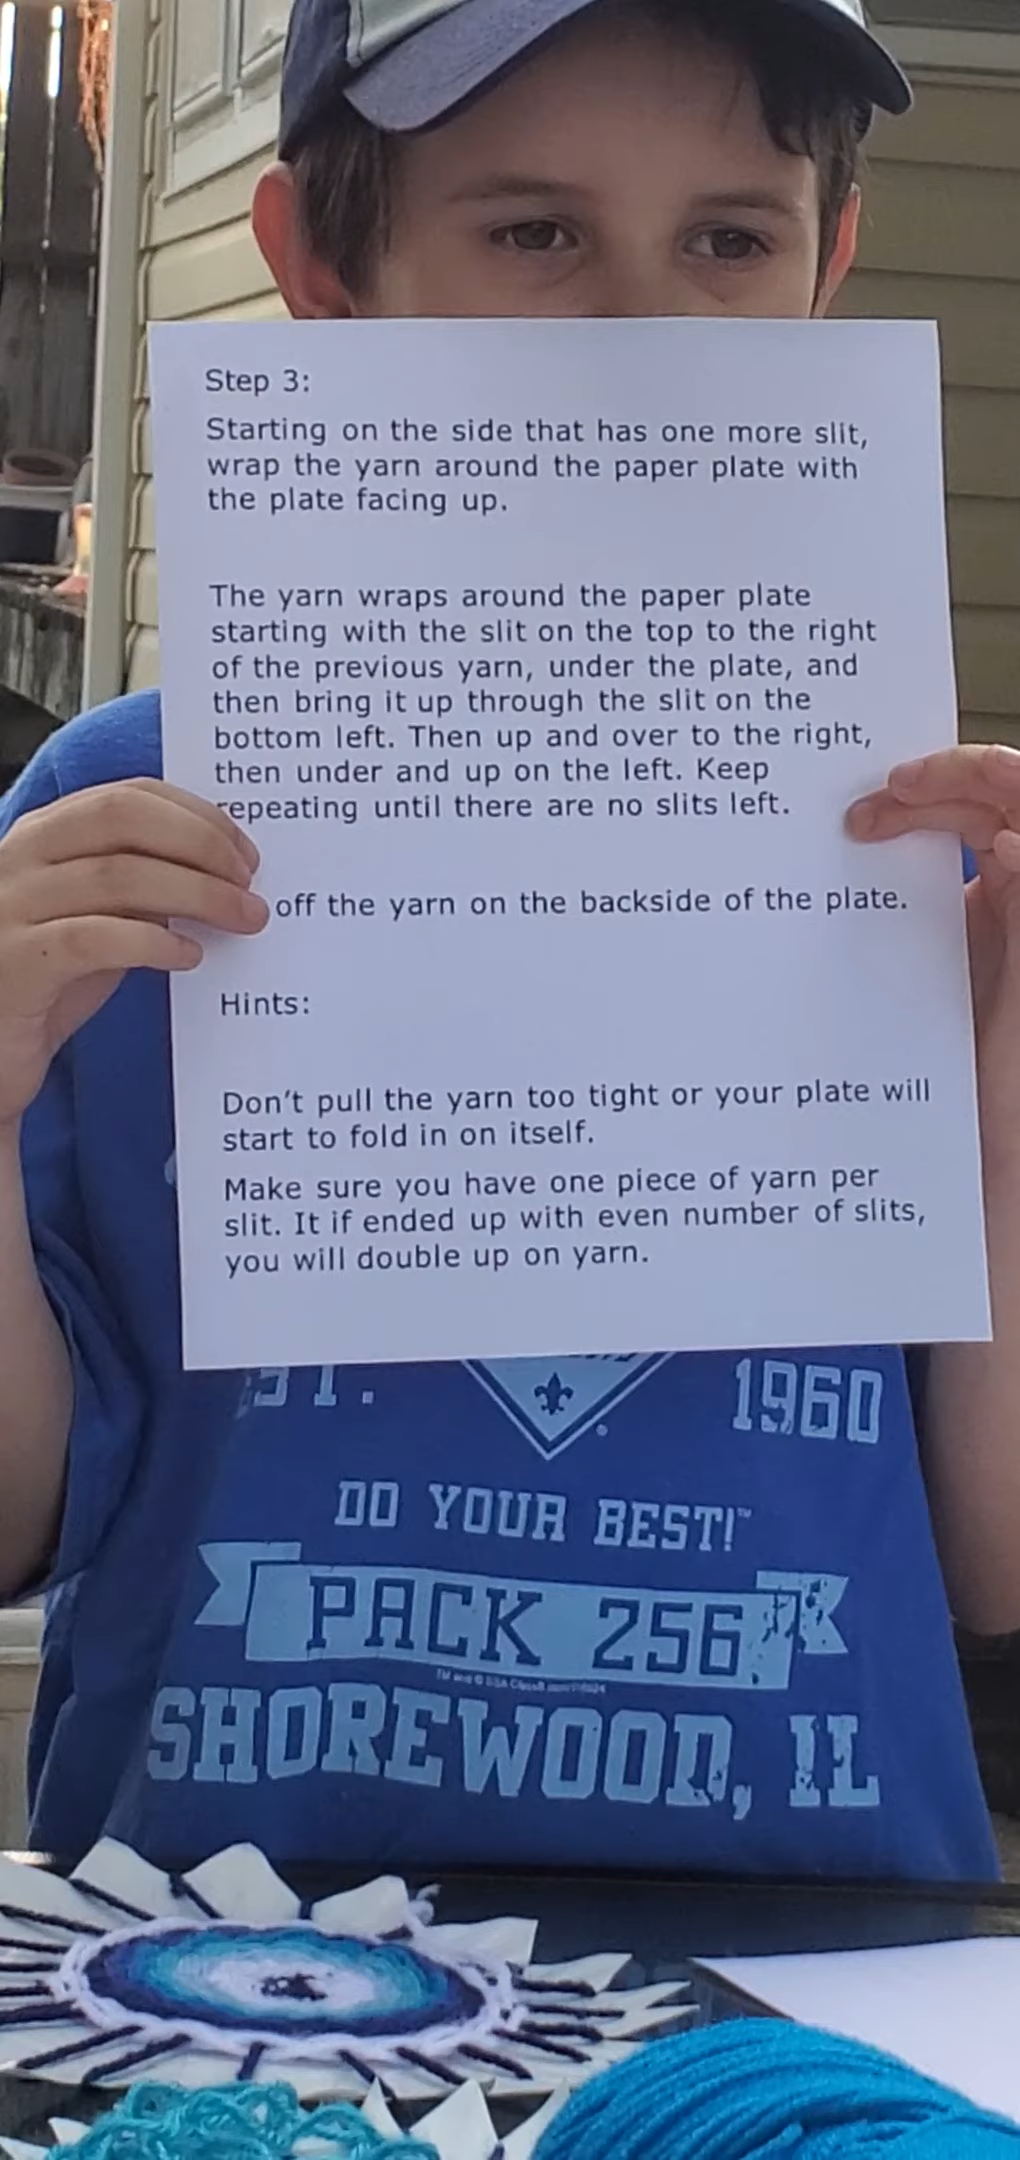 Step 3:
Starting on the side that has one more slit,
wrap the yarn around the paper plate with
the plate facing up.
The yarn wraps around the paper plate
starting with the slit on the top to the right
of the previous yarn, under the plate, and
then bring it up through the slit on the
bottom left. Then up and over to the right,
then under and up on the left. Keep
repeating until there are no slits left.
off the yarn on the backside of the plate.
Hints:
Don't pull the yarn too tight or your plate will
start to fold in on itself.
Make sure you have one piece of yarn per
slit. It if ended up with even number of slits,
you will double up on yarn.
1960
DO YOUR BEST!™
PACK 256
SHOREWOOD, IL